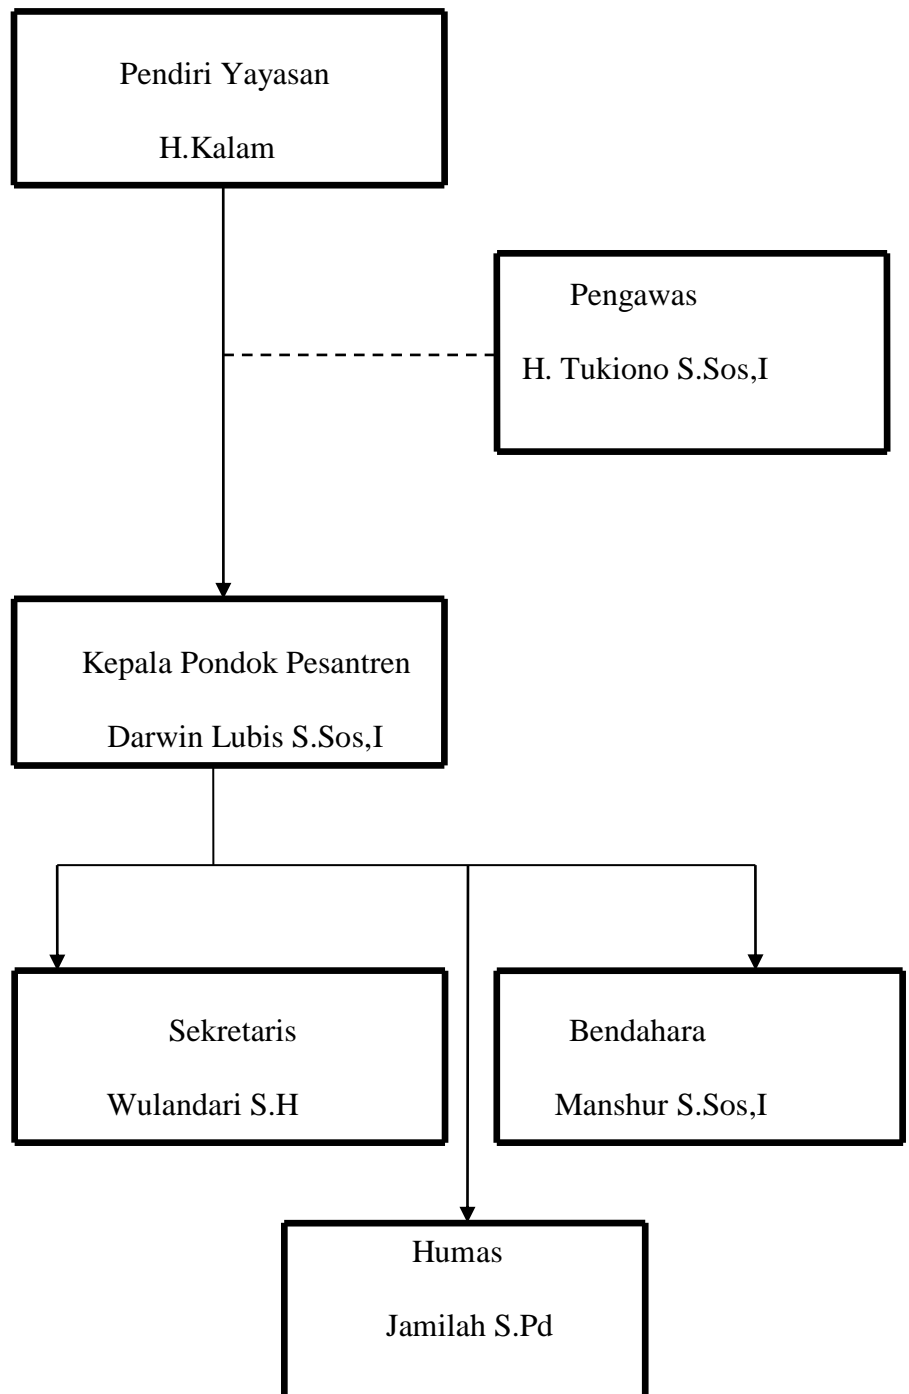 Pendiri Yayasan
H.Kalam
Pengawas
H. Tukiono S.Sos,I
Kepala Pondok Pesantren
Darwin Lubis S.Sos,I
Sekretaris
Wulandari S.H
Bendahara
Manshur S.Sos,I
Humas
Jamilah S.Pd